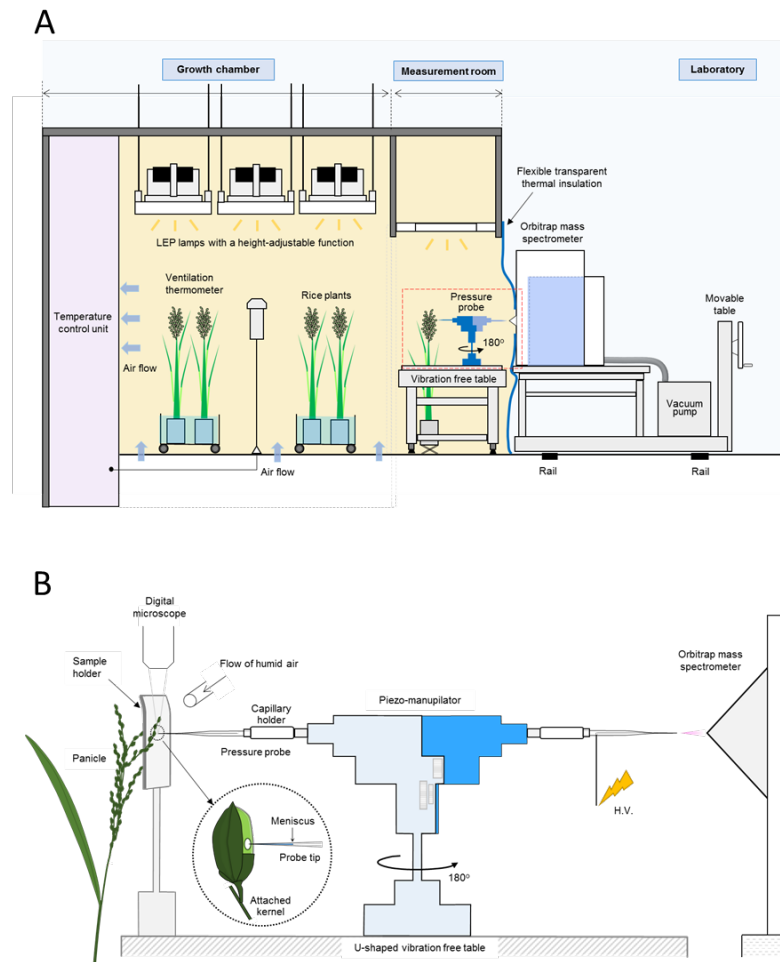 A
Growth chamber
Measurement room
Laboratory
Flexible transparent
thermal insulation
Orbitrap mass
spectrometer
LEP lamps with a height-adjustable function
Ventilation
thermometer
Rice plants
Pressure
probe
Movable
table
Temperature
control unit
180°
Air flow
Vibration free table
Vacuum
pump
Air flow
Rail
Rail
B
Digital
microscope
Orbitrap mass
spectrometer
Sample
holder
Flow of humid air
Capillary
holder
Piezo-manupilator
Panicle
Pressure probe
Meniscus
Probe tip
H.V.
180°
Attached
kernel
U-shaped vibration free table